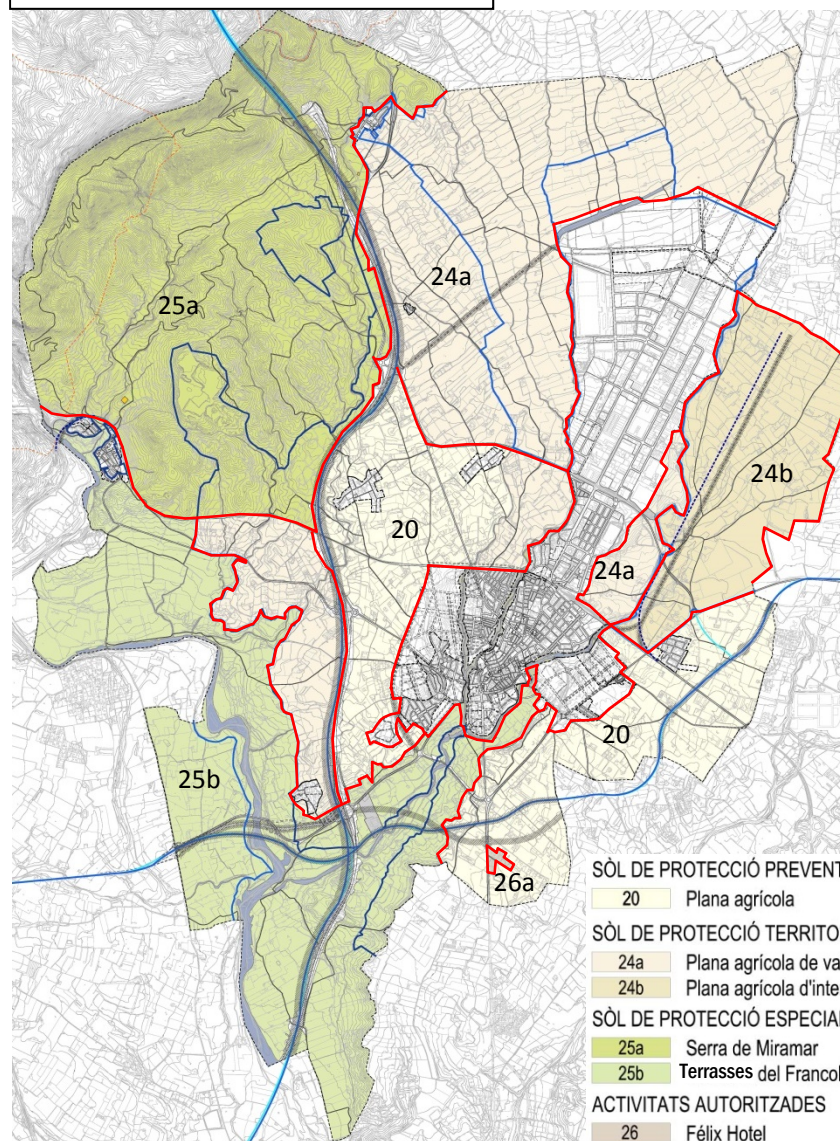 24a
25a
24b
20
24a
20
25b
26a
SÒL DE PROTECCIÓ PREVENT
20 Plana agrícola
SÒL DE PROTECCIÓ TERRITO
24a Plana agrícola de va
24b Plana agrícola d'inte
SÒL DE PROTECCIÓ ESPECIAL
25a Serra de Miramar
25b Terrasses del Francol
ACTIVITATS AUTORITZADES
26 Félix Hotel